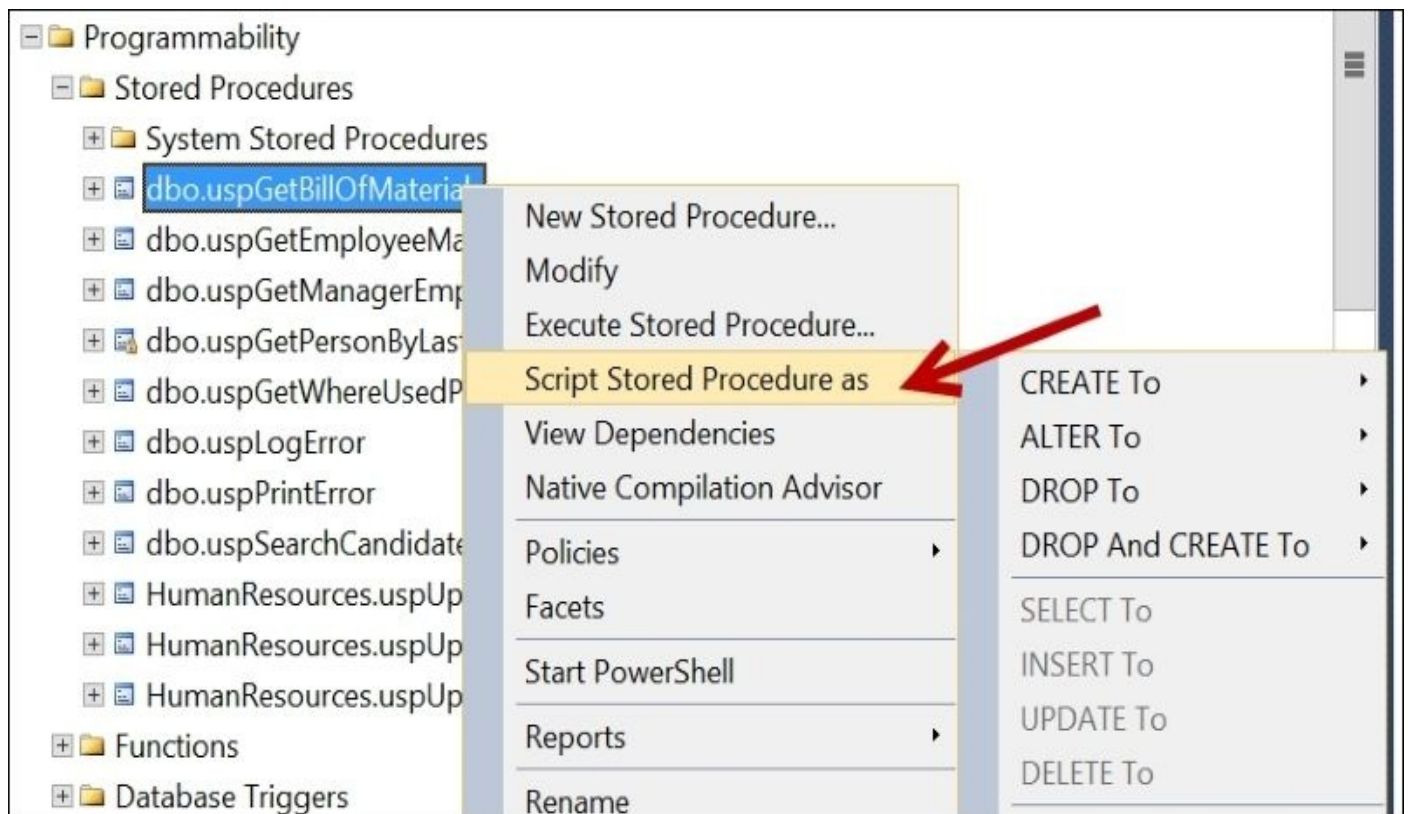 Programmability
Stored Procedures
System Stored Procedures
dbo.uspGetBillOfMaterial
dbo.uspGetEmployeeMa
dbo.uspGetManagerEmp
dbo.uspGetPersonByLas
dbo.uspGetWhereUsedP
dbo.uspLogError
dbo.uspPrintError
dbo.uspSearchCandidate
HumanResources.uspUp
HumanResources.uspUp
HumanResources.uspUp
Functions
Database Triggers
New Stored Procedure...
Modify
Execute Stored Procedure...
Script Stored Procedure as
View Dependencies
Native Compilation Advisor
Policies
Facets
Start PowerShell
Reports
Rename
CREATE To
ALTER To
DROP To
DROP And CREATE To
SELECT To
INSERT To
UPDATE To
DELETE To